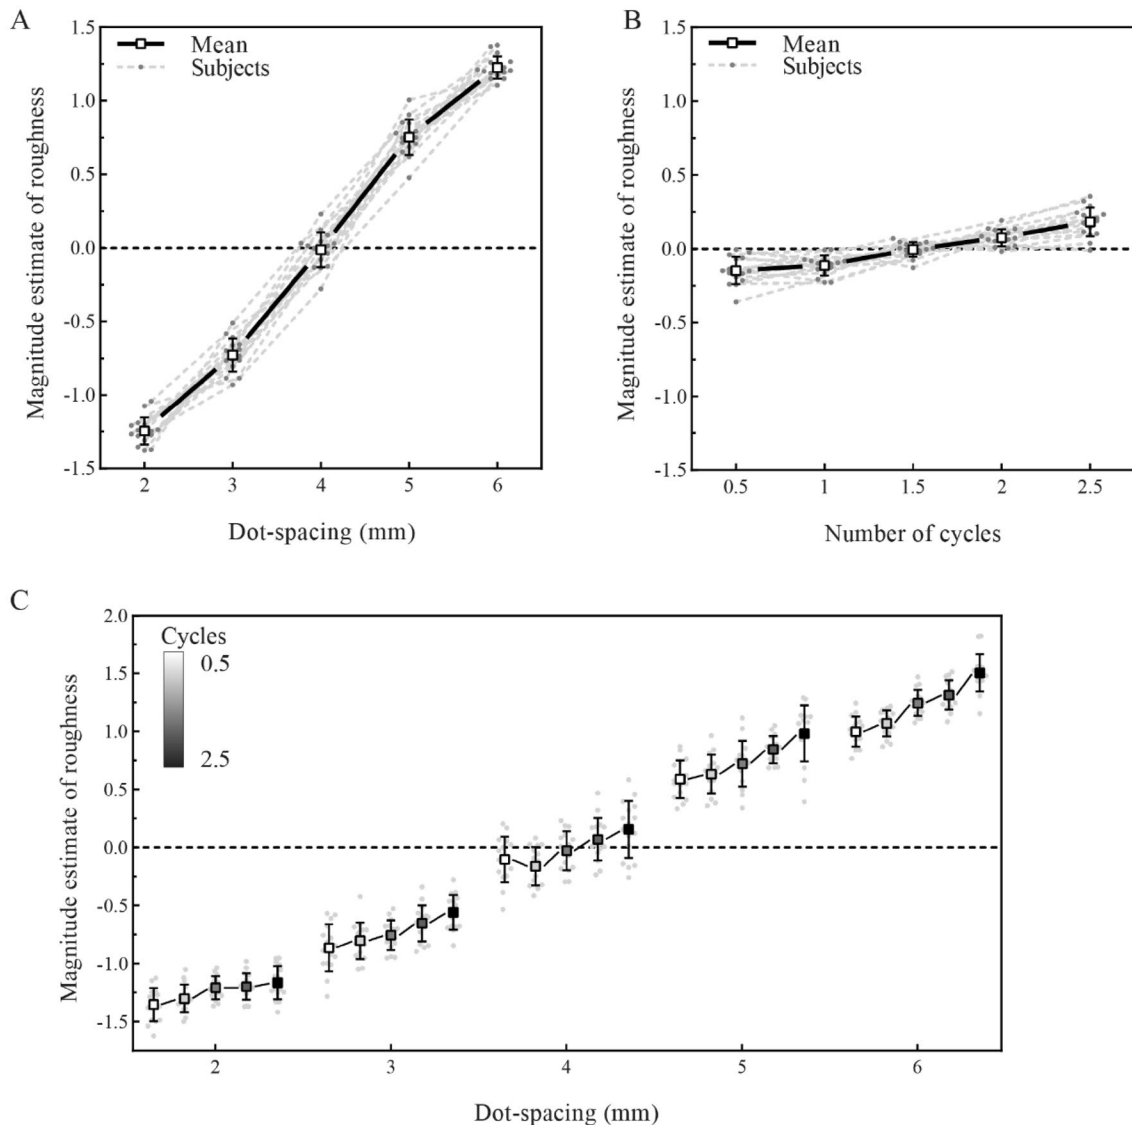 A
Magnitude estimate of roughness
1.5
1.0
0.5
0.0
-0.5
-1.0
-1.5
Mean
Subjects
2 3 4 5 6
Dot-spacing (mm)
B
Magnitude estimate of roughness
1.5
1.0
0.5
0.0
-0.5
-1.0
-1.5
Mean
Subjects
0.5 1 1.5 2 2.5
Number of cycles
C
Magnitude estimate of roughness
2.0
1.5
1.0
0.5
0.0
-0.5
-1.0
-1.5
Cycles
0.5
2.5
2 3 4 5 6
Dot-spacing (mm)